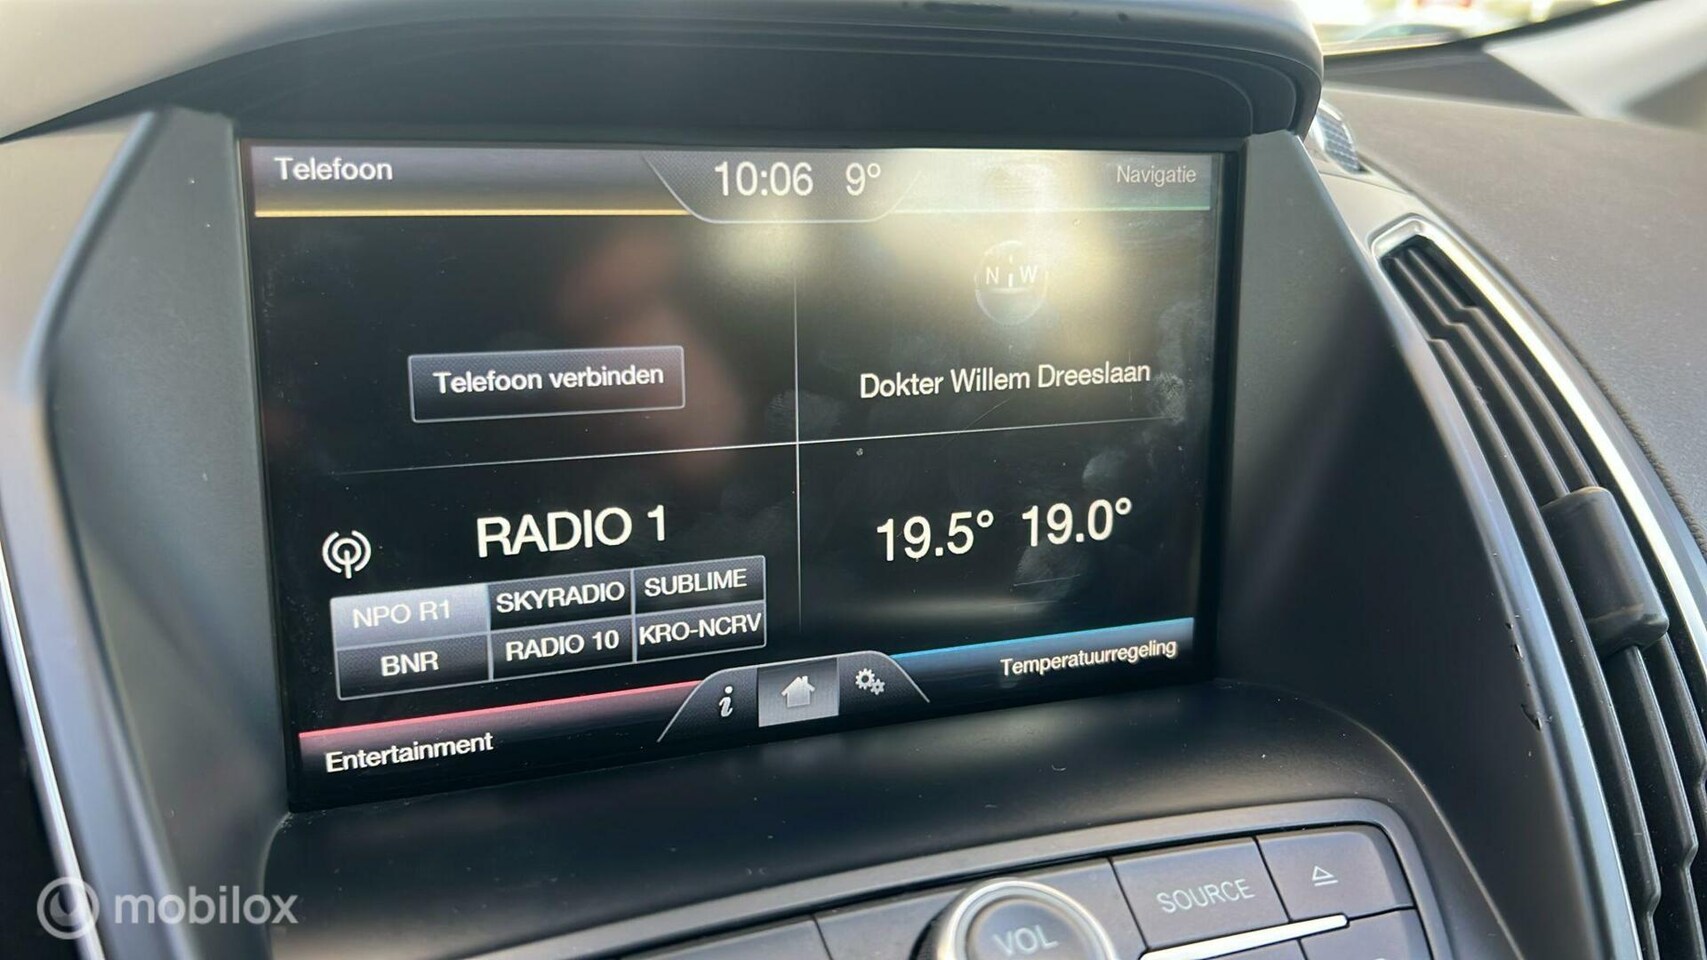 Telefoon
10:06 9°
Navigatie
N W
Telefoon verbinden
Dokter Willem Dreeslaan
RADIO 1
19.5° 19.0°
NPO R1 SKYRADIO SUBLIME
BNR RADIO 10 KRO-NCRV
i
Entertainment
Temperatuurregeling
VOL
SOURCE
mobilox